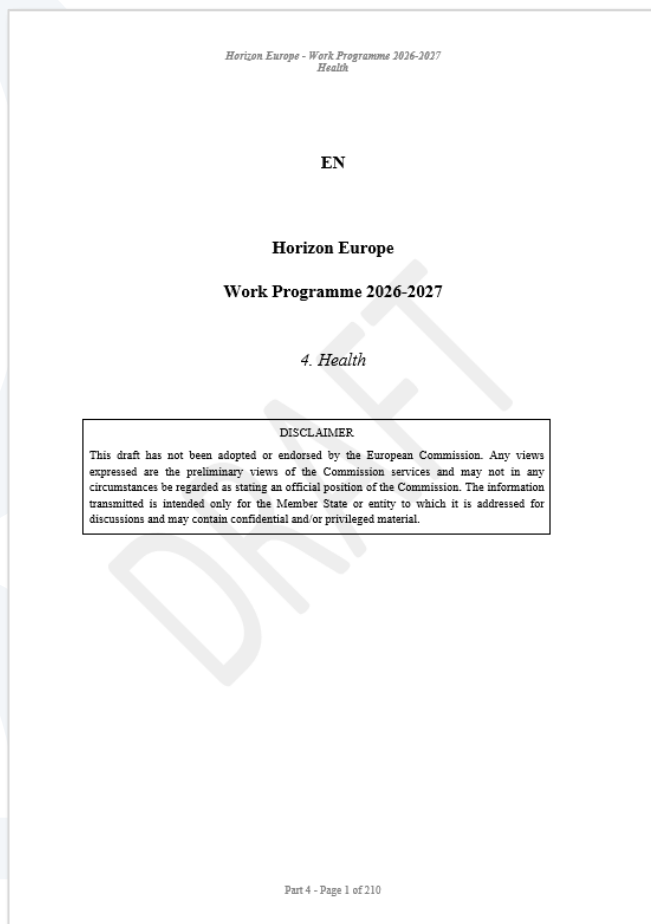 Horizon Europe - Work Programme 2026-2027
Health
EN
Horizon Europe
Work Programme 2026-2027
4. Health
DRAFT
DISCLAIMER
This draft has not been adopted or endorsed by the European Commission. Any views
expressed are the preliminary views of the Commission services and may not in any
circumstances be regarded as stating an official position of the Commission. The information
transmitted is intended only for the Member State or entity to which it is addressed for
discussions and may contain confidential and/or privileged material.
Part 4 - Page 1 of 210